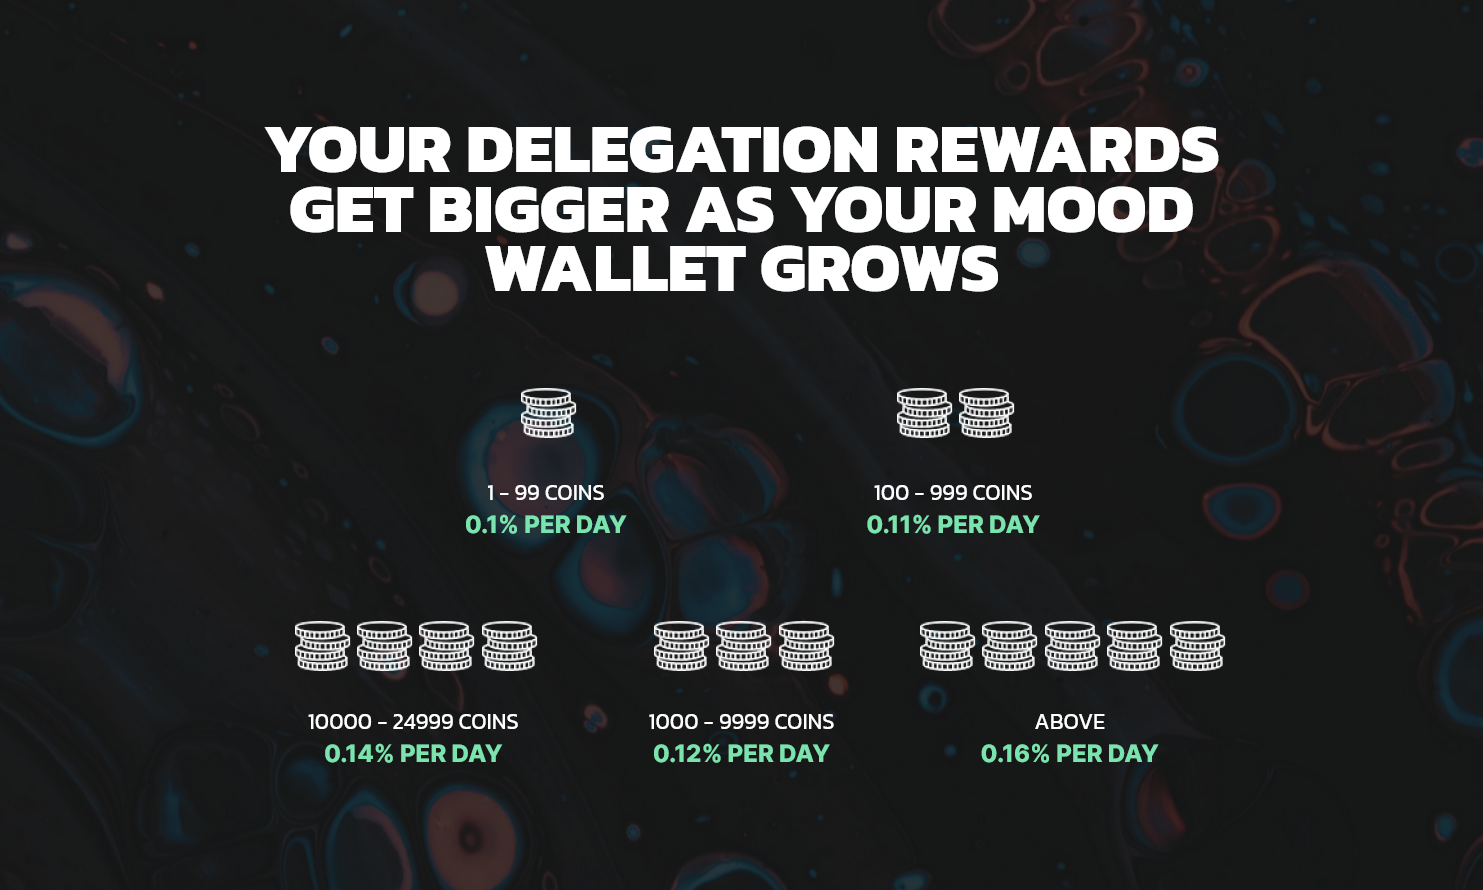 YOUR DELEGATION REWARDS
GET BIGGER AS YOUR MOOD
WALLET GROWS
1 - 99 COINS
0.1% PER DAY
100 - 999 COINS
0.11% PER DAY
10000 - 24999 COINS
0.14% PER DAY
1000 - 9999 COINS
0.12% PER DAY
ABOVE
0.16% PER DAY